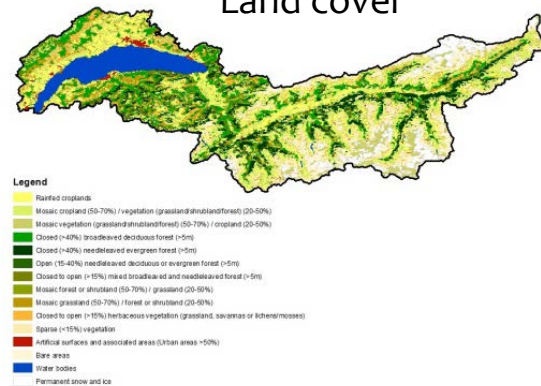 Land cover
Legend
Rainfed croplands
Mosaic cropland (50-70%) / vegetation (grassland/shrubland/forest) (20-50%)
Mosaic vegetation (grassland/shrubland/forest) (50-70%) / cropland (20-50%)
Closed (>40%) broadleaved deciduous forest (>5m)
Closed (>40%) needleleaved evergreen forest (>5m)
Open (15-40%) needleleaved deciduous or evergreen forest (>5m)
Closed to open (>15%) mixed broadleaved and needleleaved forest (>5m)
Mosaic forest or shrubland (50-70%) / grassland (20-50%)
Mosaic grassland (50-70%) / forest or shrubland (20-50%)
Closed to open (>15%) herbaceous vegetation (grassland, savannas or lichens/mosses)
Sparse (<15%) vegetation
Artificial surfaces and associated areas (Urban areas >50%)
Bare areas
Water bodies
Permanent snow and ice